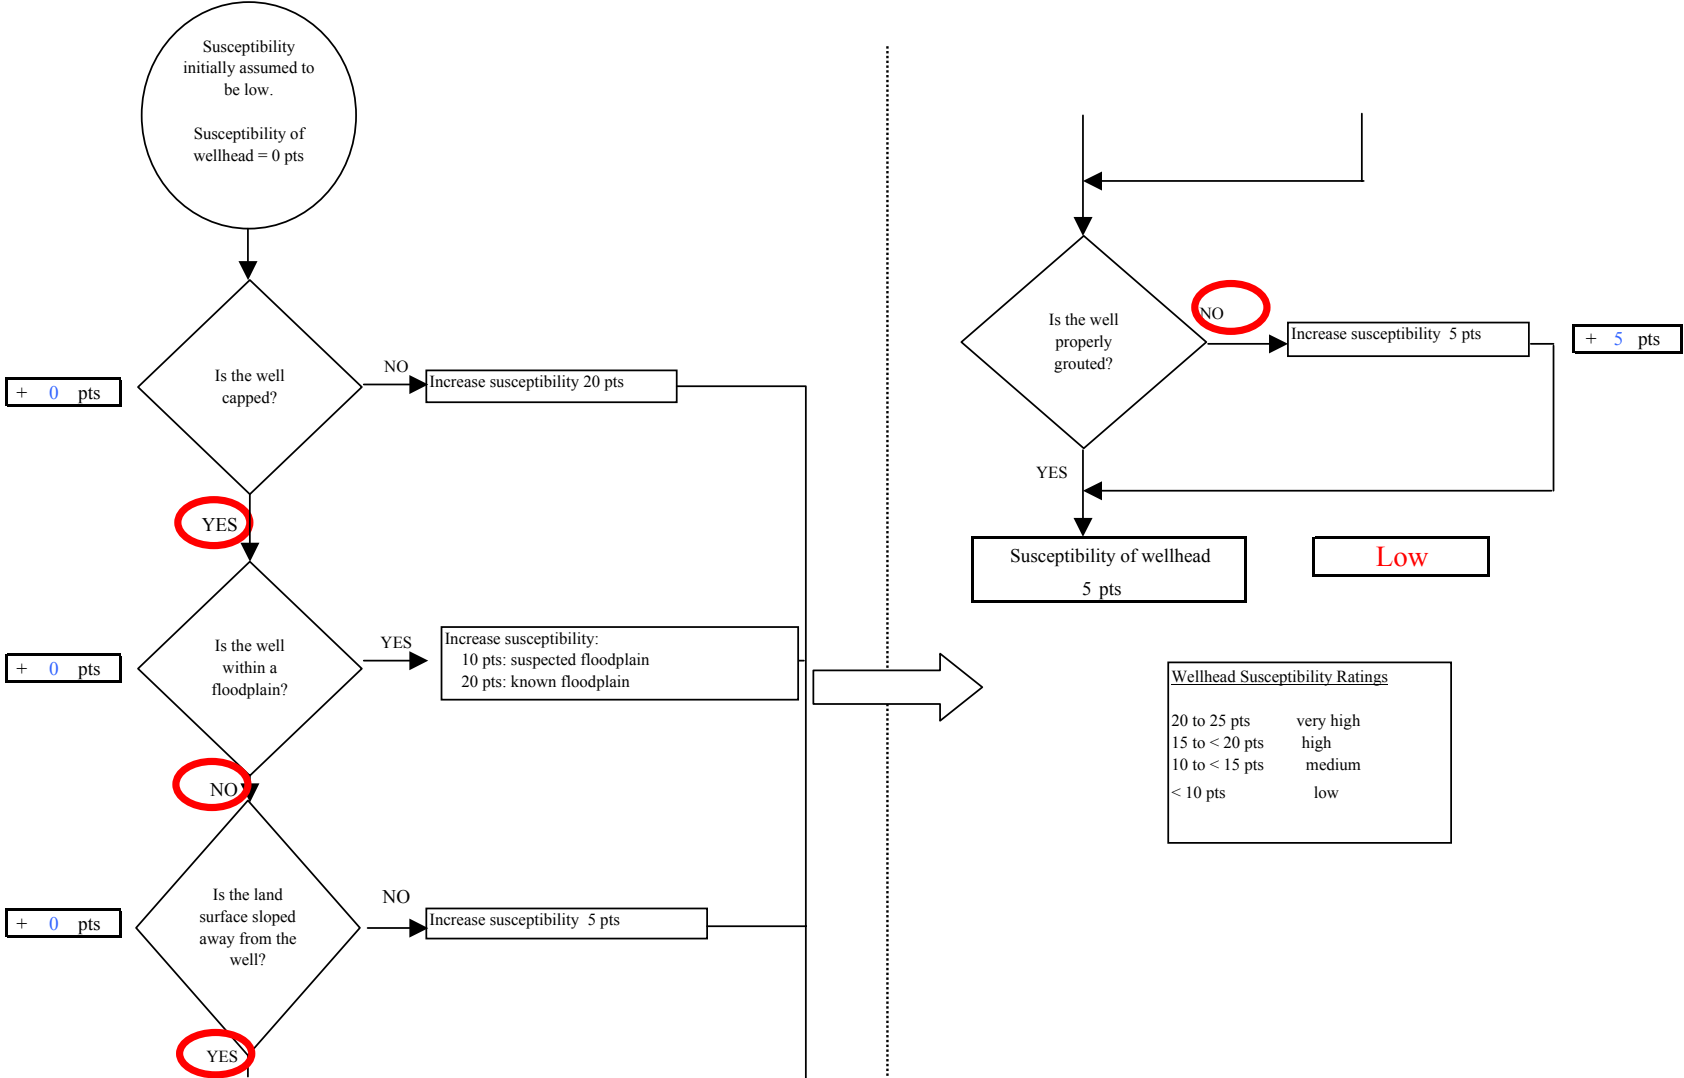 Susceptibility
initially assumed to
be low.
Susceptibility of
wellhead = 0 pts
+ 0 pts
Is the well
capped?
NO
Increase susceptibility 20 pts
YES
+ 0 pts
Is the well
within a
floodplain?
YES
Increase susceptibility:
10 pts: suspected floodplain
20 pts: known floodplain
NO
+ 0 pts
Is the land
surface sloped
away from the
well?
NO
Increase susceptibility 5 pts
YES
Is the well
properly
grouted?
NO
Increase susceptibility 5 pts
+ 5 pts
YES
Susceptibility of wellhead
5 pts
Low
Wellhead Susceptibility Ratings
20 to 25 pts very high
15 to < 20 pts high
10 to < 15 pts medium
< 10 pts low